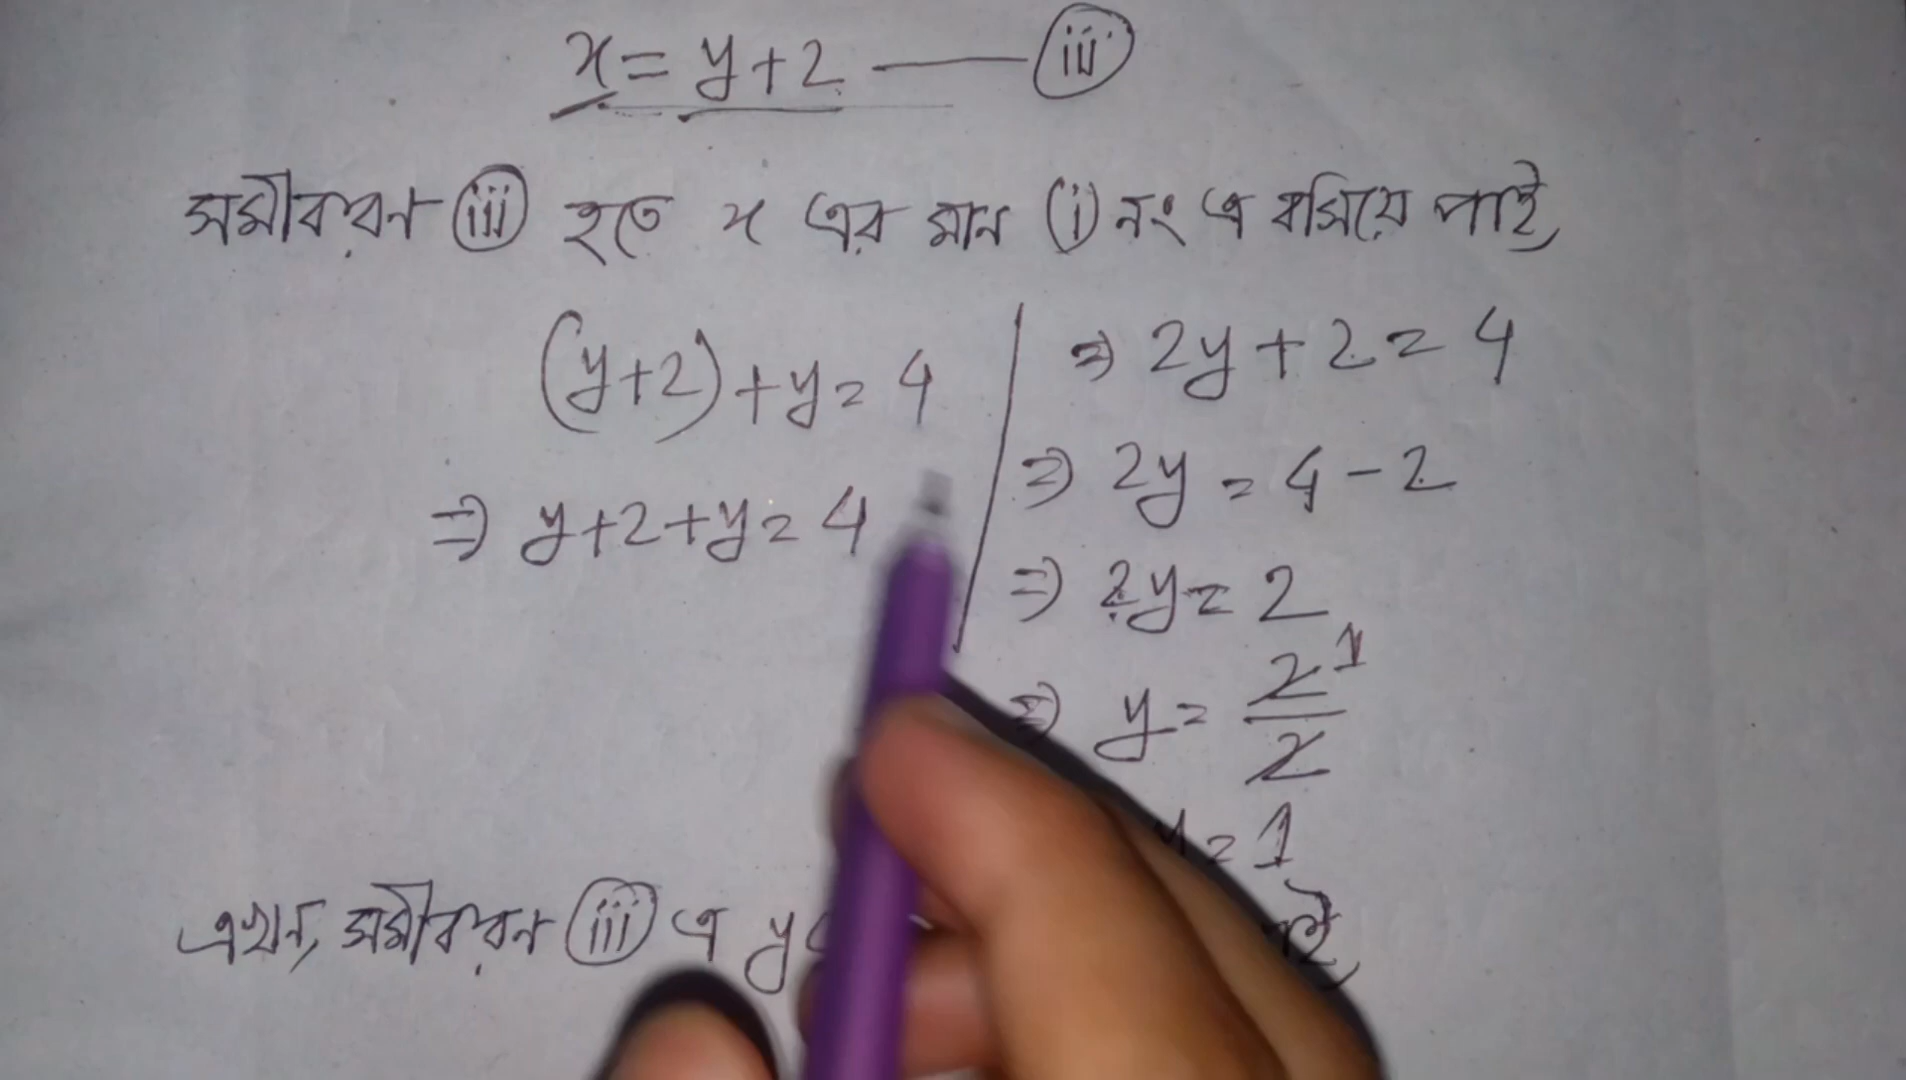 x = y+2 —— (iii)
সমীকরণ (iii) হতে x এর মান (i) নং এ বসিয়ে পাই,
(y+2)+y=4
⇒ y+2+y=4
⇒ 2y+2=4
⇒ 2y=4-2
⇒ 2y=2
⇒ y=2/2 1
y=1
এখন, সমীকরণ (iii) এ y পাই,